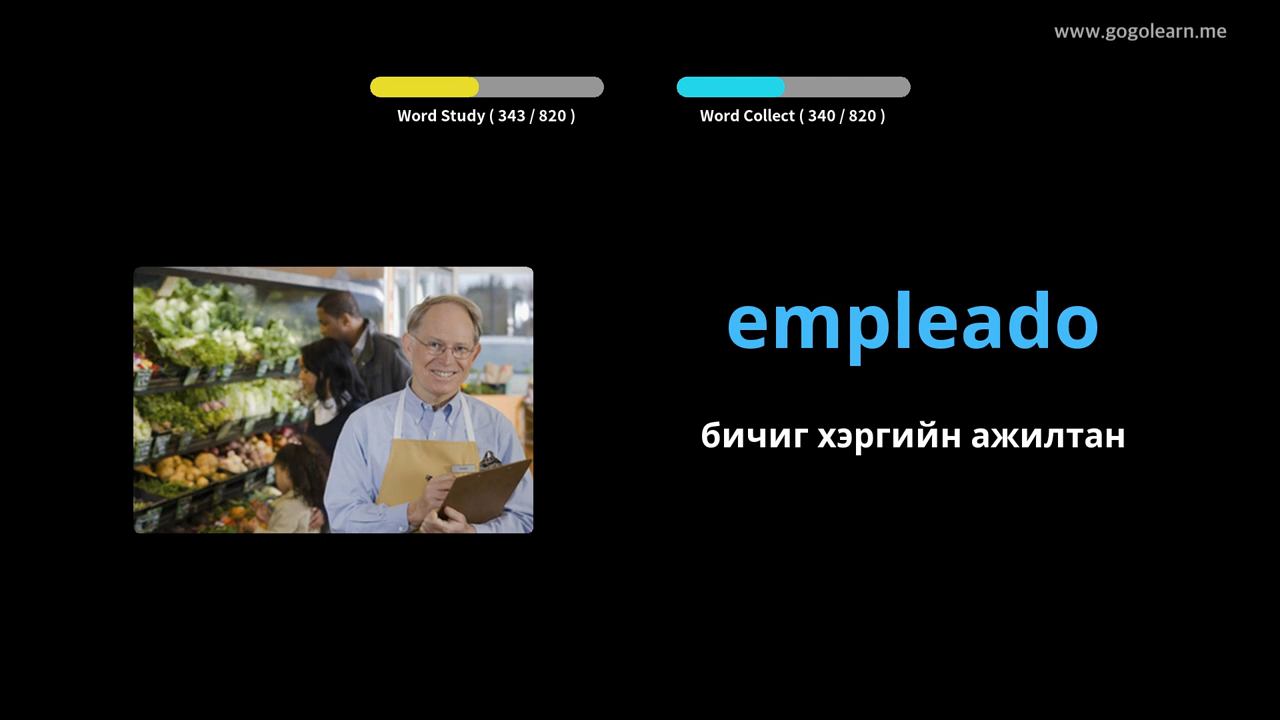 www.gogolearn.me
Word Study ( 343 / 820 )
Word Collect ( 340 / 820 )
empleado
бичиг хэргийн ажилтан